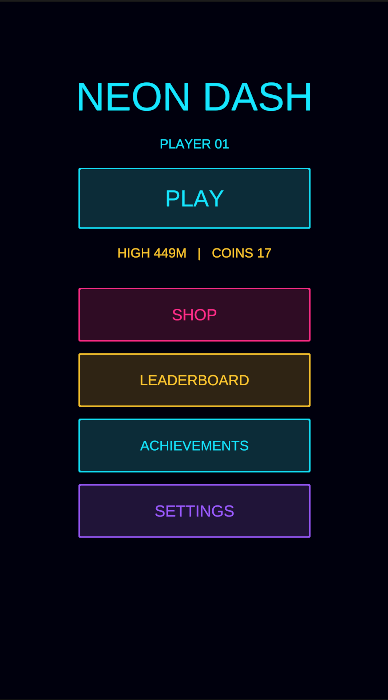 NEON DASH
PLAYER 01
PLAY
HIGH 449M | COINS 17
SHOP
LEADERBOARD
ACHIEVEMENTS
SETTINGS